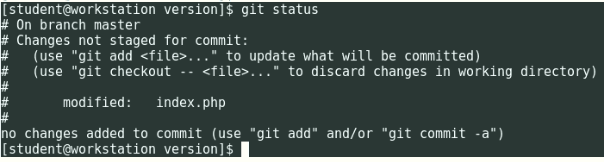 [student@workstation version]$ git status
# On branch master
# Changes not staged for commit:
#   (use "git add <file>..." to update what will be committed)
#   (use "git checkout -- <file>..." to discard changes in working directory)
#
#       modified:   index.php
#
no changes added to commit (use "git add" and/or "git commit -a")
[student@workstation version]$